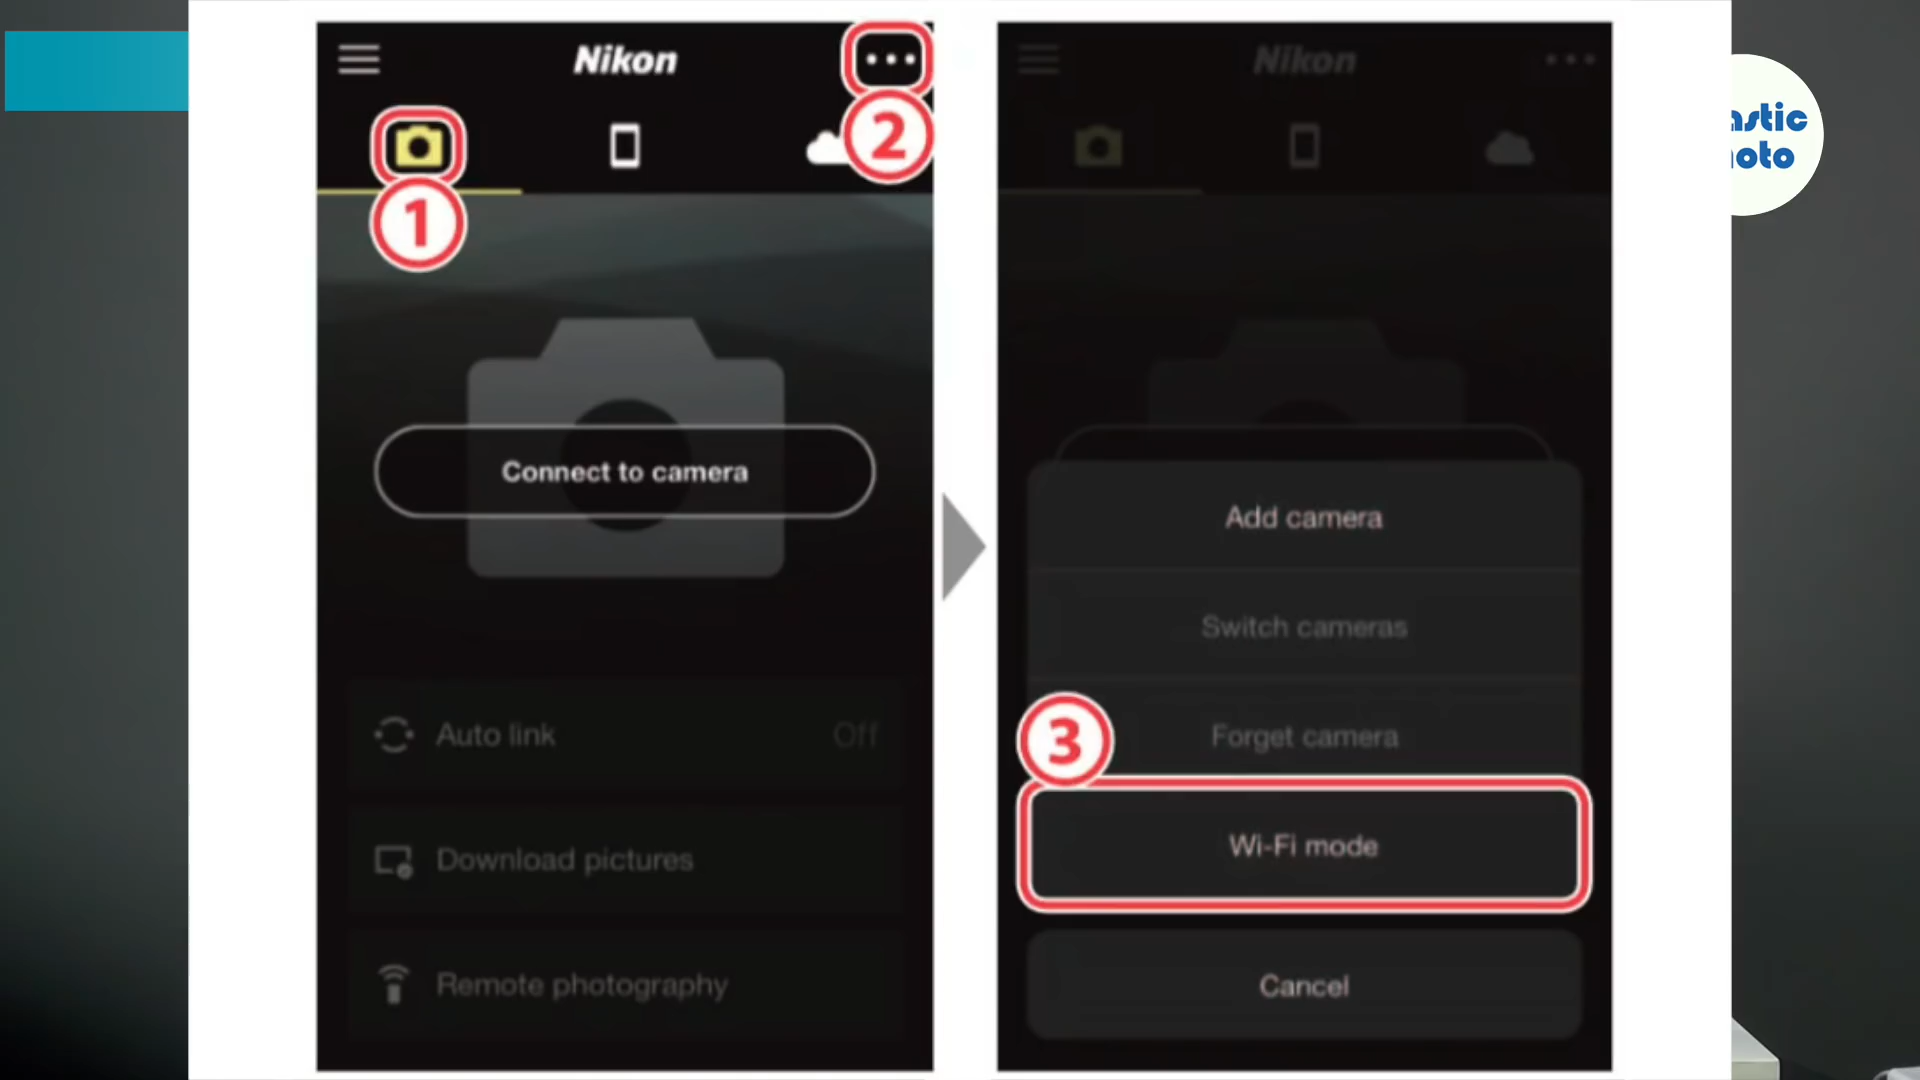 Nikon
2
1
Connect to camera
Auto link Off
Download pictures
Remote photography
Nikon
Add camera
Switch cameras
Forget camera
3
Wi-Fi mode
Cancel